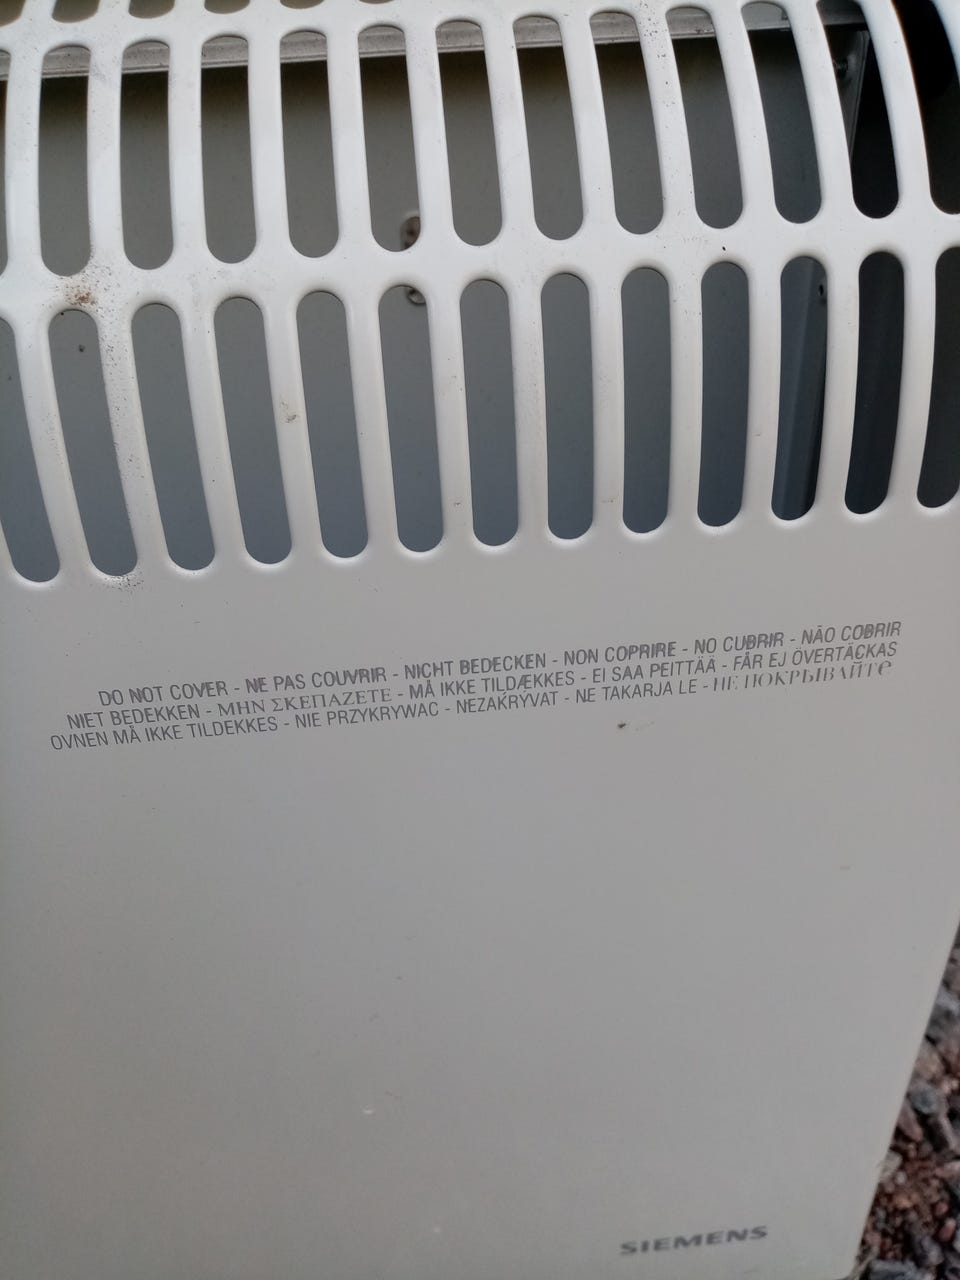 DO NOT COVER - NE PAS COUVRIR - NICHT BEDECKEN - NON COPRIRE - NO CUBRIR - NÃO COBRIR
NIET BEDEKKEN - ΜΗΝ ΣΚΕΠΑΖΕΤΕ - MÅ IKKE TILDÆKKES - EI SAA PEITTÄÄ - FÅR EJ ÖVERTÄCKAS
OVNEN MÅ IKKE TILDEKKES - NIE PRZYKRYWAC - NEZAKRÝVAT - NE TAKARJA LE - НЕ ПОКРЫВАЙТЄ
SIEMENS